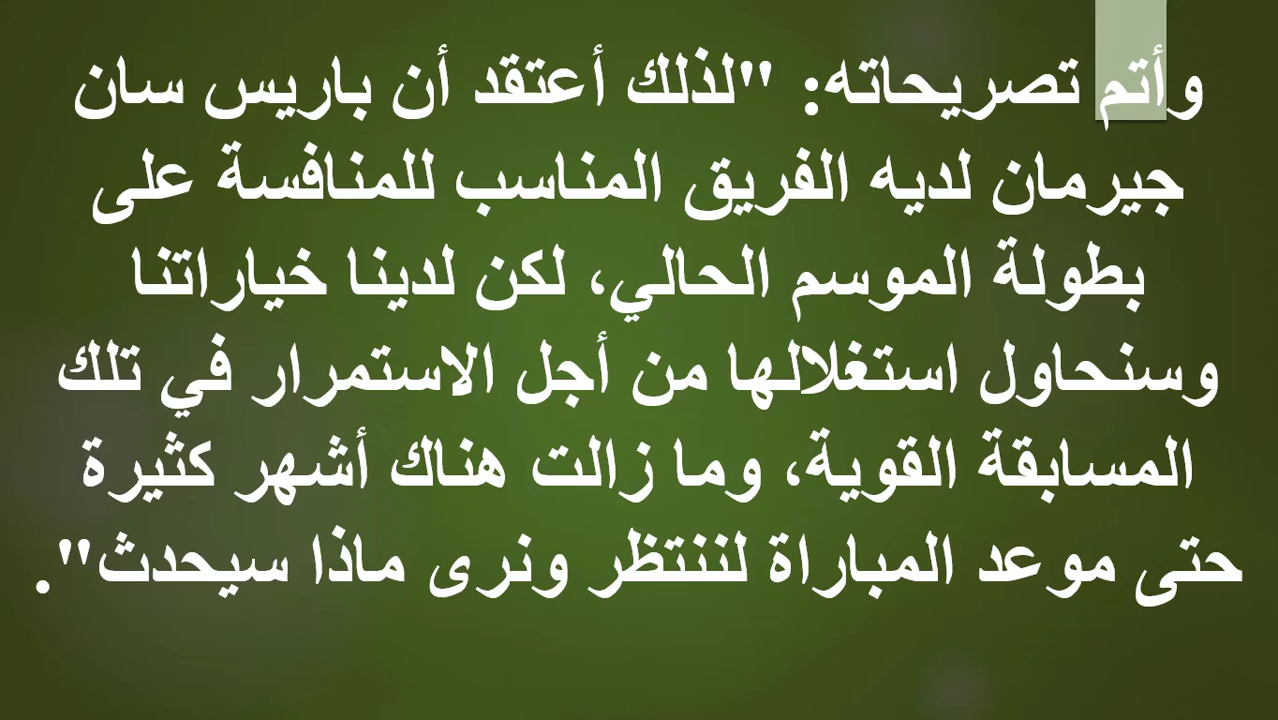 وأتم تصريحاته: "لذلك أعتقد أن باريس سان
جيرمان لديه الفريق المناسب للمنافسة على
بطولة الموسم الحالي، لكن لدينا خياراتنا
وسنحاول استغلالها من أجل الاستمرار في تلك
المسابقة القوية، وما زالت هناك أشهر كثيرة
حتى موعد المباراة لننتظر ونرى ماذا سيحدث".